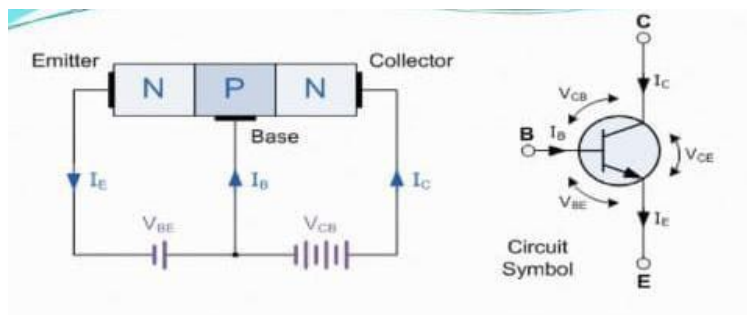 Emitter
N
P
N
Collector
Base
IE
IB
IC
VBE
VCB
C
IC
VCB
B
IB
VCE
VBE
IE
Circuit
Symbol
E